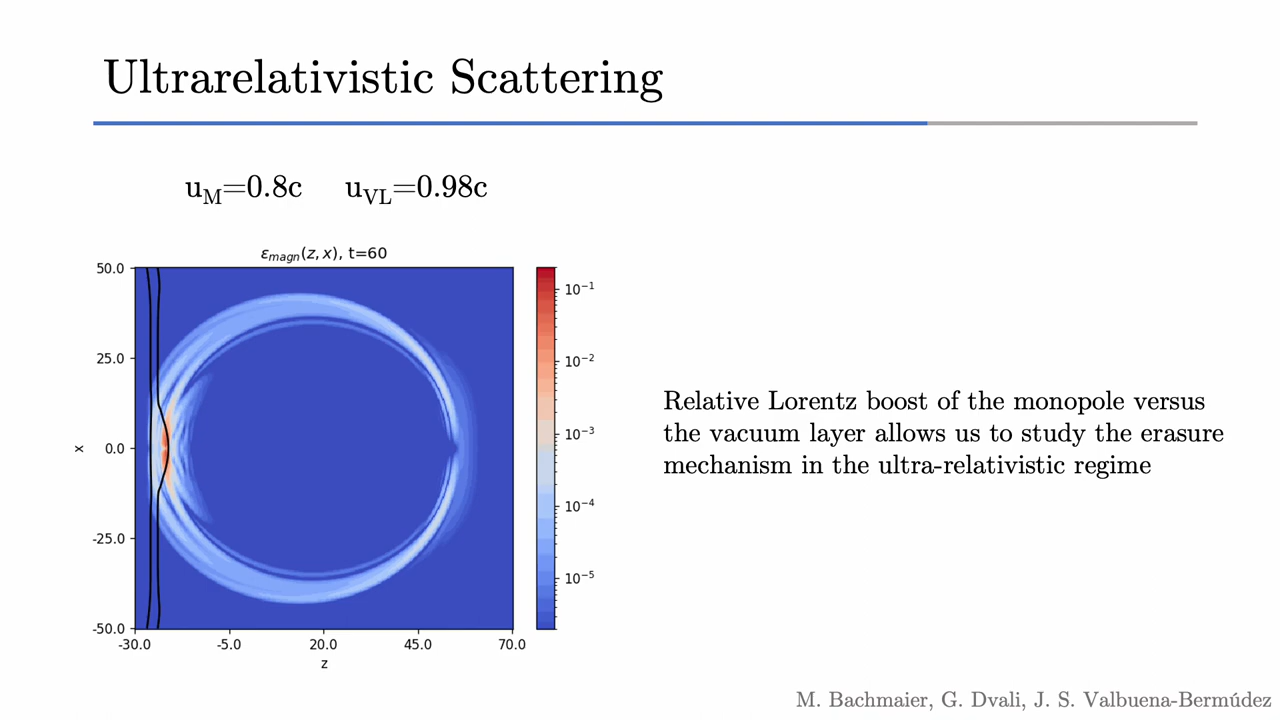 Ultrarelativistic Scattering
u_M=0.8c u_VL=0.98c
ε_magn(z, x), t=60
50.0
25.0
0.0
-25.0
-50.0
x
-30.0 -5.0 20.0 45.0 70.0
z
10⁻¹
10⁻²
10⁻³
10⁻⁴
10⁻⁵
Relative Lorentz boost of the monopole versus
the vacuum layer allows us to study the erasure
mechanism in the ultra-relativistic regime
M. Bachmaier, G. Dvali, J. S. Valbuena-Bermúdez